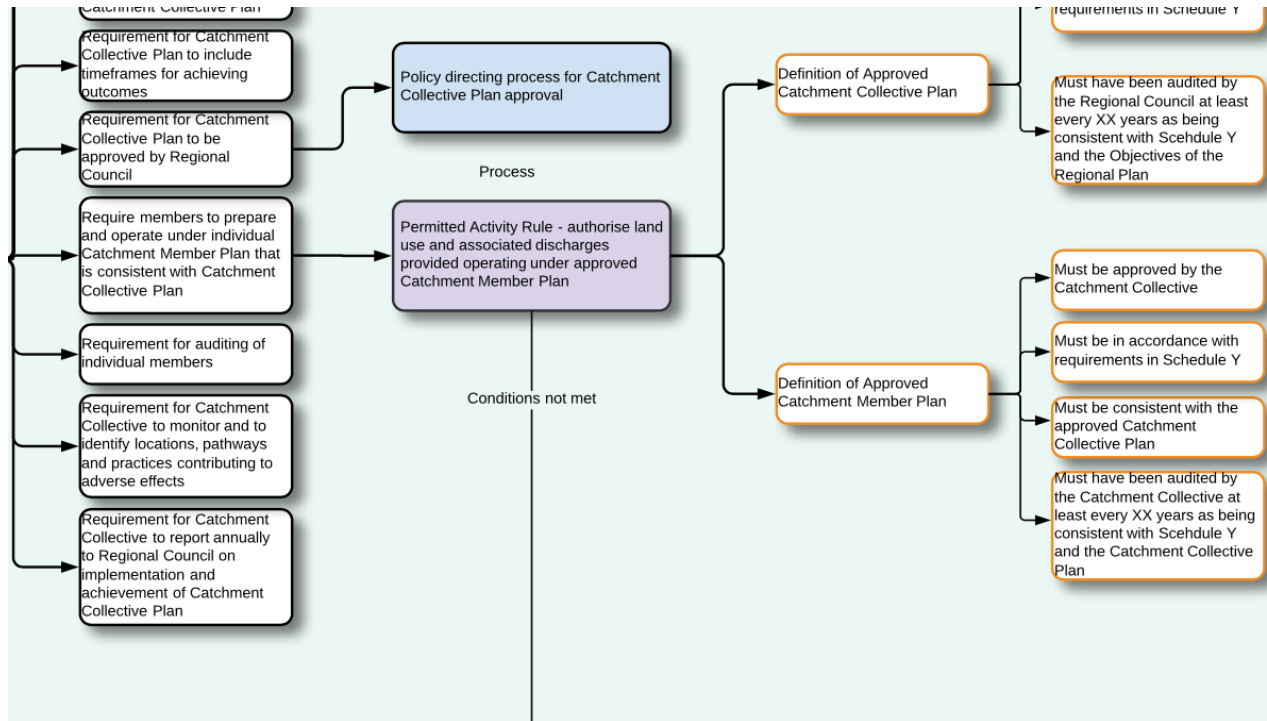 Catchment Collective Plan
Requirement for Catchment
Collective Plan to include
timeframes for achieving
outcomes
Requirement for Catchment
Collective Plan to be
approved by Regional
Council
Require members to prepare
and operate under individual
Catchment Member Plan that
is consistent with Catchment
Collective Plan
Requirement for auditing of
individual members
Requirement for Catchment
Collective to monitor and to
identify locations, pathways
and practices contributing to
adverse effects
Requirement for Catchment
Collective to report annually
to Regional Council on
implementation and
achievement of Catchment
Collective Plan
Policy directing process for Catchment
Collective Plan approval
Process
Permitted Activity Rule - authorise land
use and associated discharges
provided operating under approved
Catchment Member Plan
Conditions not met
Definition of Approved
Catchment Collective Plan
Definition of Approved
Catchment Member Plan
requirements in Schedule Y
Must have been audited by
the Regional Council at least
every XX years as being
consistent with Scehdule Y
and the Objectives of the
Regional Plan
Must be approved by the
Catchment Collective
Must be in accordance with
requirements in Schedule Y
Must be consistent with the
approved Catchment
Collective Plan
Must have been audited by
the Catchment Collective at
least every XX years as being
consistent with Scehdule Y
and the Catchment Collective
Plan